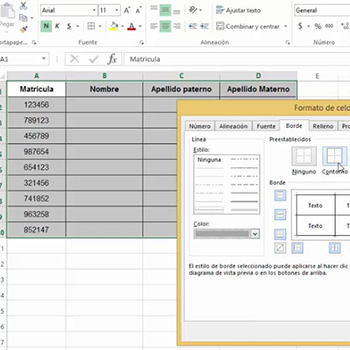 Pegar
Arial
11
Ajustar texto
General
N K S
Combinar y centrar
$
%
Fuente
Alineación
Número
A1
fx
Matricula
A B C D E
Matricula Nombre Apellido paterno Apellido Materno
123456
789123
456789
987654
654123
321456
741852
963258
852147
Formato de celd
Número Alineación Fuente Borde Relleno Pro
Línea
Estilo:
Ninguna
Color:
Preestablecidos
Ninguno Contorno
Borde
Texto Texto
Texto Texto
El estilo de borde seleccionado puede aplicarse al hacer clic
diagrama de vista previa o en los botones de arriba.